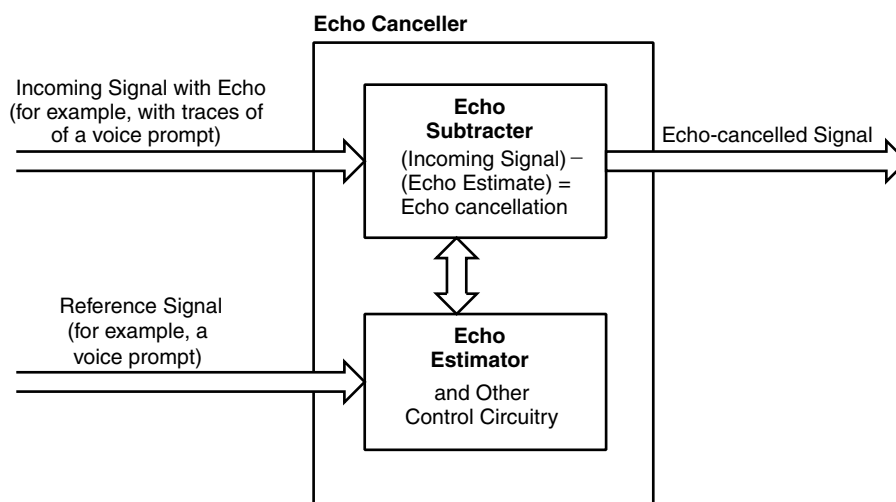 Echo Canceller
Incoming Signal with Echo
(for example, with traces of
of a voice prompt)
Echo
Subtracter
(Incoming Signal) –
(Echo Estimate) =
Echo cancellation
Echo-cancelled Signal
Reference Signal
(for example, a
voice prompt)
Echo
Estimator
and Other
Control Circuitry